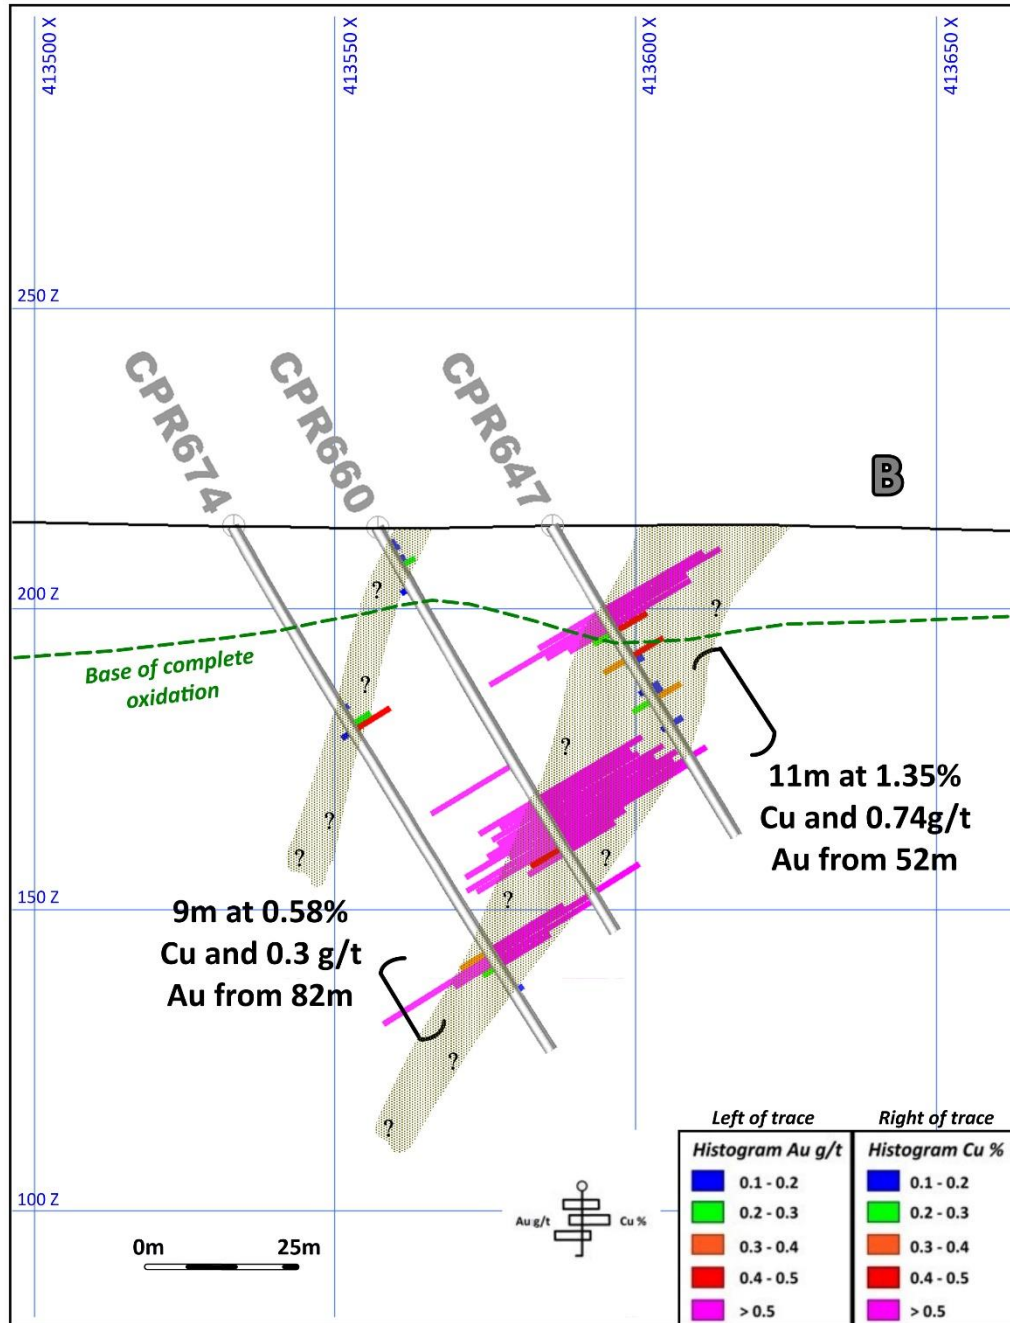 413500 X
413550 X
413600 X
413650 X
250 Z
CPR674
CPR660
CPR647
B
?
?
200 Z
Base of complete
oxidation
?
?
11m at 1.35%
Cu and 0.74g/t
Au from 52m
?
?
?
?
150 Z
9m at 0.58%
Cu and 0.3 g/t
Au from 82m
?
?
100 Z
0m 25m
Au g/t Cu %
Left of trace Right of trace
Histogram Au g/t Histogram Cu %
0.1 - 0.2 0.1 - 0.2
0.2 - 0.3 0.2 - 0.3
0.3 - 0.4 0.3 - 0.4
0.4 - 0.5 0.4 - 0.5
> 0.5 > 0.5